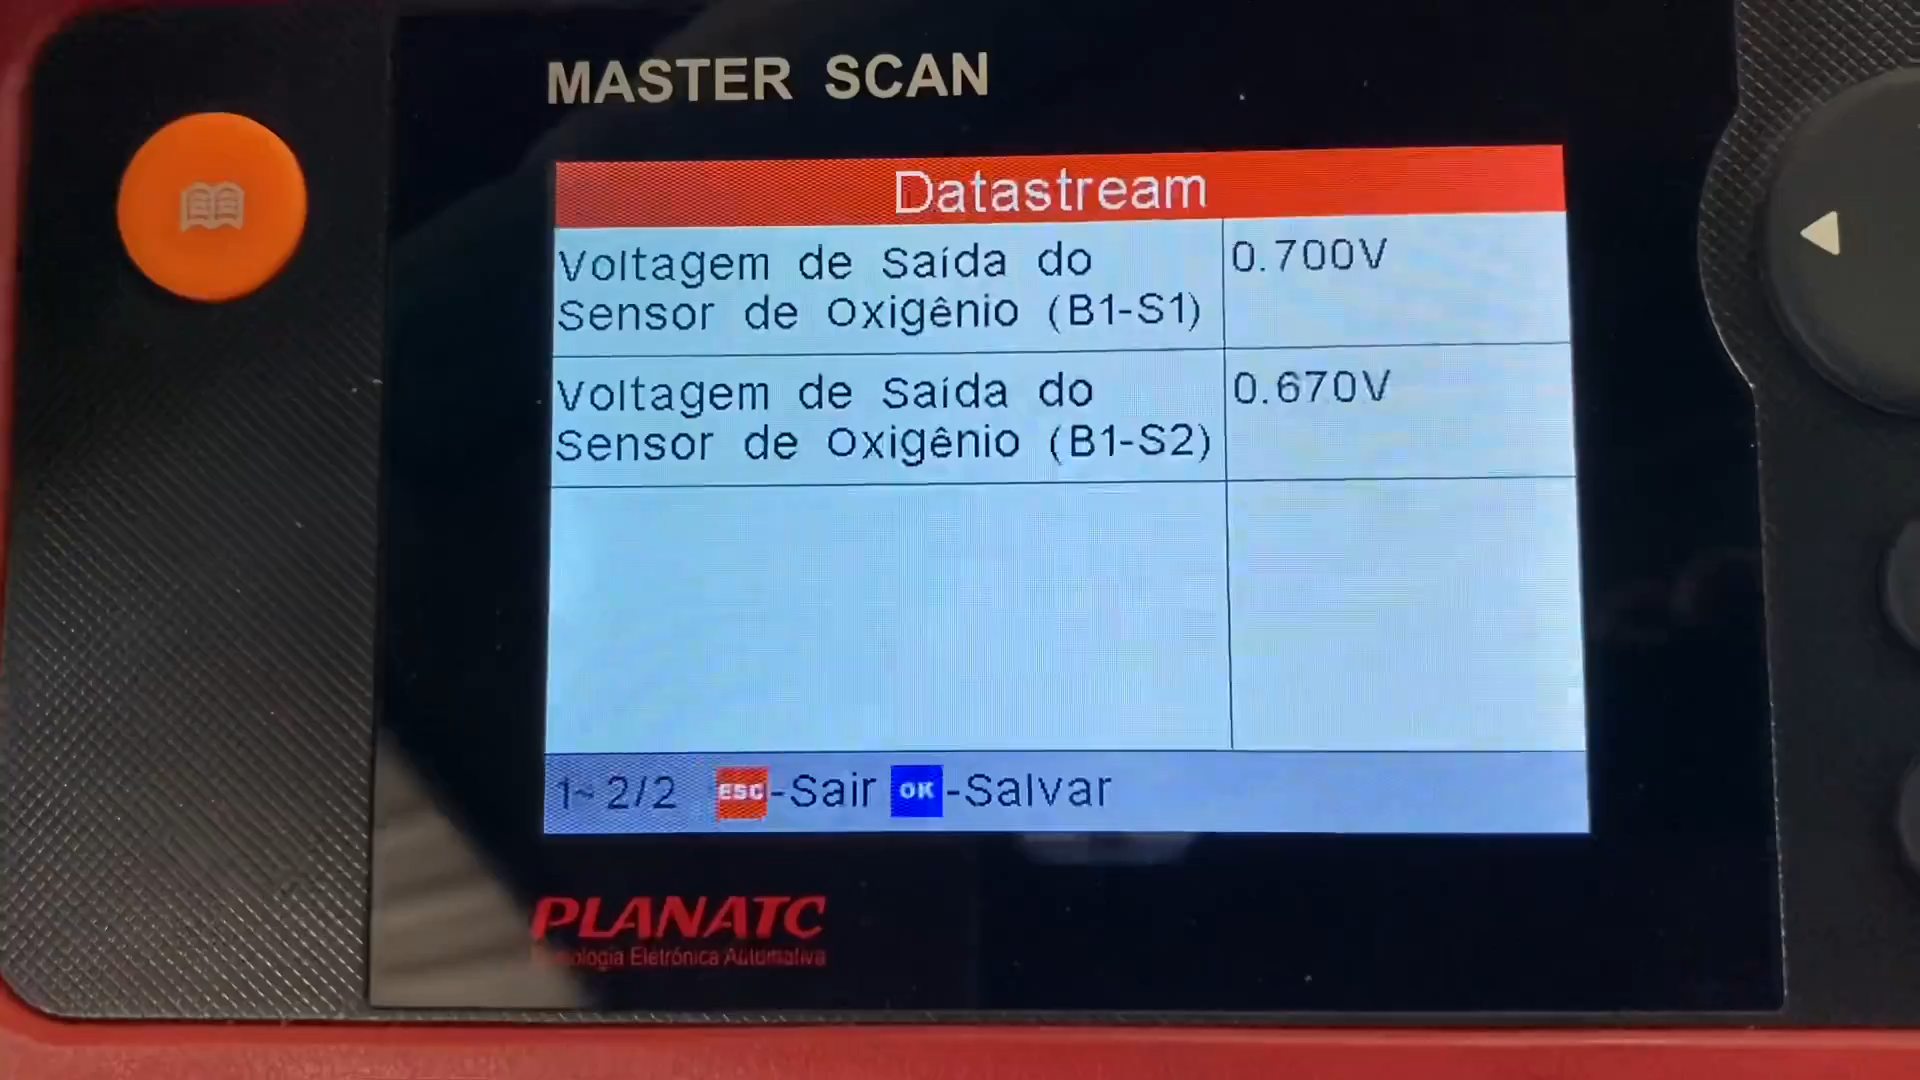 MASTER SCAN
Datastream
Voltagem de Saída do
Sensor de Oxigênio (B1-S1)
0.700V
Voltagem de Saída do
Sensor de Oxigênio (B1-S2)
0.670V
1~ 2/2 ESC -Sair OK -Salvar
PLANATC
Eletrónica Automativa